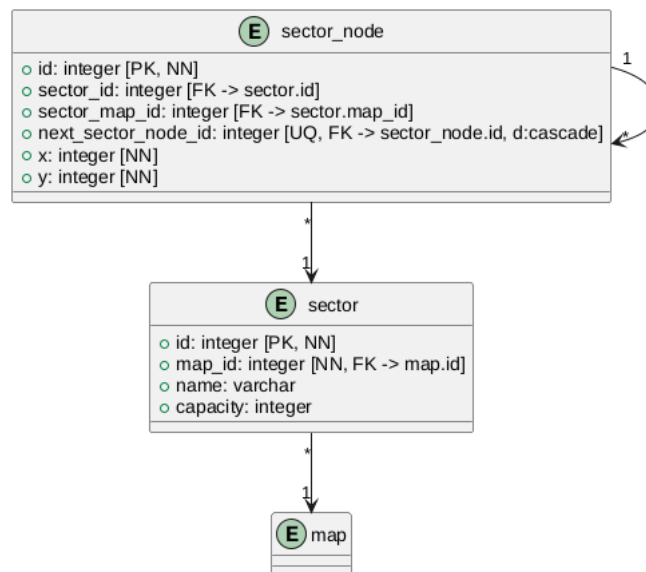 E sector_node
id: integer [PK, NN]
sector_id: integer [FK -> sector.id]
sector_map_id: integer [FK -> sector.map_id]
next_sector_node_id: integer [UQ, FK -> sector_node.id, d:cascade]
x: integer [NN]
y: integer [NN]
1
*
*
1
E sector
id: integer [PK, NN]
map_id: integer [NN, FK -> map.id]
name: varchar
capacity: integer
*
1
E map